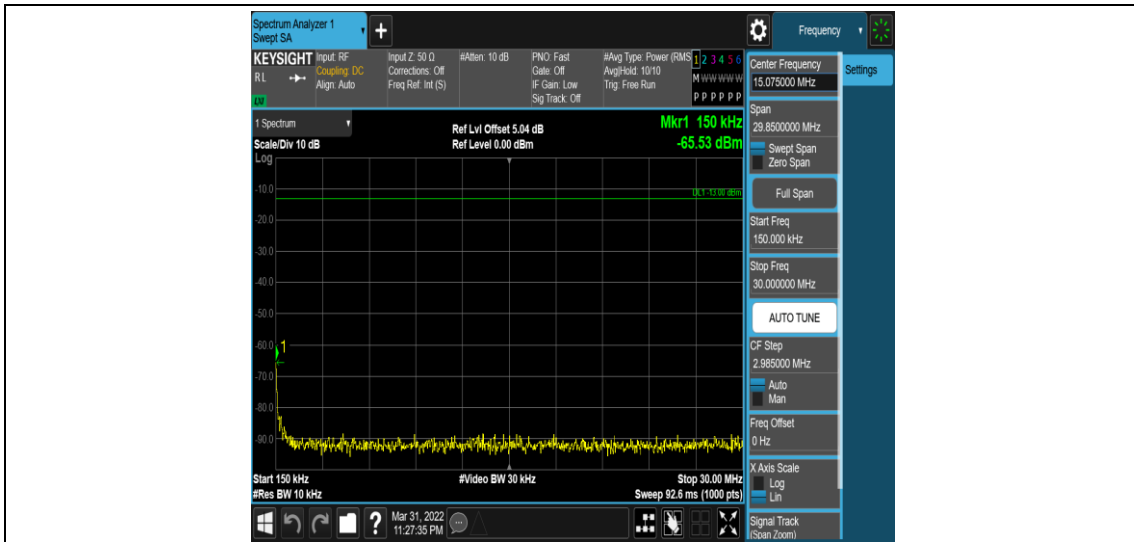 Spectrum Analyzer 1
Swept SA
+
Frequency
KEYSIGHT
RL
LXI
Input: RF
Coupling: DC
Align: Auto
Input Z: 50 Ω
Corrections: Off
Freq Ref: Int (S)
#Atten: 10 dB
PNO: Fast
Gate: Off
IF Gain: Low
Sig Track: Off
#Avg Type: Power (RMS
Avg|Hold: 10/10
Trig: Free Run
1 2 3 4 5 6
M W W W W W
P P P P P P
1 Spectrum
Scale/Div 10 dB
Ref Lvl Offset 5.04 dB
Ref Level 0.00 dBm
Mkr1 150 kHz
-65.53 dBm
Log
DL1 -13.00 dBm
-10.0
-20.0
-30.0
-40.0
-50.0
-60.0
1
-70.0
-80.0
-90.0
Start 150 kHz
#Res BW 10 kHz
#Video BW 30 kHz
Stop 30.00 MHz
Sweep 92.6 ms (1000 pts)
?
Mar 31, 2022
11:27:35 PM
Center Frequency
15.075000 MHz
Span
29.8500000 MHz
Swept Span
Zero Span
Full Span
Start Freq
150.000 kHz
Stop Freq
30.000000 MHz
AUTO TUNE
CF Step
2.985000 MHz
Auto
Man
Freq Offset
0 Hz
X Axis Scale
Log
Lin
Signal Track
(Span Zoom)
Settings